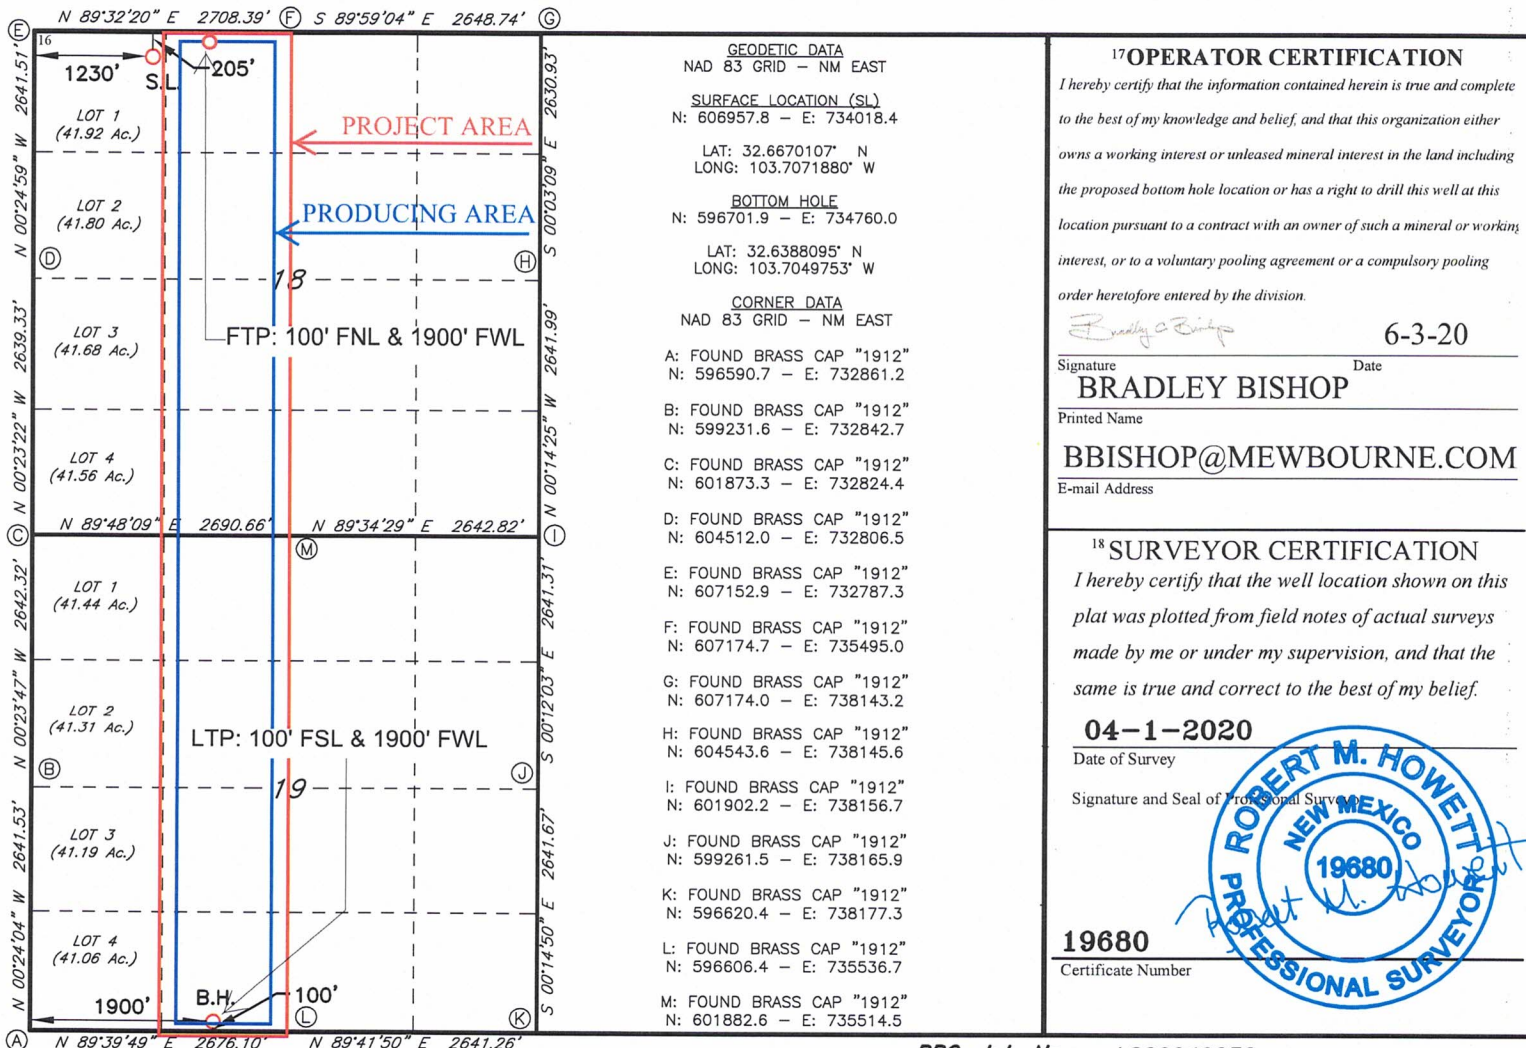 N 89°32'20" E 2708.39' F S 89°59'04" E 2648.74' G
E
16
1230'
S.L.
205'
N 00°24'59" W 2641.51'
LOT 1
(41.92 Ac.)
PROJECT AREA
LOT 2
(41.80 Ac.)
PRODUCING AREA
S 00°03'09" E 2630.93'
D
H
18
LOT 3
(41.68 Ac.)
FTP: 100' FNL & 1900' FWL
N 00°23'22" W 2639.33'
LOT 4
(41.56 Ac.)
N 00°14'25" W 2641.99'
N 89°48'09" E 2690.66' N 89°34'29" E 2642.82'
C
M
I
LOT 1
(41.44 Ac.)
N 00°23'47" W 2642.32'
LOT 2
(41.31 Ac.)
LTP: 100' FSL & 1900' FWL
S 00°12'03" E 2641.31'
B
J
19
LOT 3
(41.19 Ac.)
N 00°24'04" W 2641.53'
LOT 4
(41.06 Ac.)
S 00°14'50" E 2641.67'
1900'
B.H.
100'
L
K
A
N 89°39'49" E 2676.10' N 89°41'50" E 2641.26'
GEODETIC DATA
NAD 83 GRID – NM EAST
SURFACE LOCATION (SL)
N: 606957.8 – E: 734018.4
LAT: 32.6670107° N
LONG: 103.7071880° W
BOTTOM HOLE
N: 596701.9 – E: 734760.0
LAT: 32.6388095° N
LONG: 103.7049753° W
CORNER DATA
NAD 83 GRID – NM EAST
A: FOUND BRASS CAP "1912"
N: 596590.7 – E: 732861.2
B: FOUND BRASS CAP "1912"
N: 599231.6 – E: 732842.7
C: FOUND BRASS CAP "1912"
N: 601873.3 – E: 732824.4
D: FOUND BRASS CAP "1912"
N: 604512.0 – E: 732806.5
E: FOUND BRASS CAP "1912"
N: 607152.9 – E: 732787.3
F: FOUND BRASS CAP "1912"
N: 607174.7 – E: 735495.0
G: FOUND BRASS CAP "1912"
N: 607174.0 – E: 738143.2
H: FOUND BRASS CAP "1912"
N: 604543.6 – E: 738145.6
I: FOUND BRASS CAP "1912"
N: 601902.2 – E: 738156.7
J: FOUND BRASS CAP "1912"
N: 599261.5 – E: 738165.9
K: FOUND BRASS CAP "1912"
N: 596620.4 – E: 738177.3
L: FOUND BRASS CAP "1912"
N: 596606.4 – E: 735536.7
M: FOUND BRASS CAP "1912"
N: 601882.6 – E: 735514.5
17 OPERATOR CERTIFICATION
I hereby certify that the information contained herein is true and complete
to the best of my knowledge and belief, and that this organization either
owns a working interest or unleased mineral interest in the land including
the proposed bottom hole location or has a right to drill this well at this
location pursuant to a contract with an owner of such a mineral or working
interest, or to a voluntary pooling agreement or a compulsory pooling
order heretofore entered by the division.
Bradley C Bishop 6-3-20
Signature Date
BRADLEY BISHOP
Printed Name
BBISHOP@MEWBOURNE.COM
E-mail Address
18 SURVEYOR CERTIFICATION
I hereby certify that the well location shown on this
plat was plotted from field notes of actual surveys
made by me or under my supervision, and that the
same is true and correct to the best of my belief.
04-1-2020
Date of Survey
Signature and Seal of Professional Surveyor
ROBERT M. HOWETT
NEW MEXICO
19680
PROFESSIONAL SURVEYOR
Robert M. Howett
19680
Certificate Number